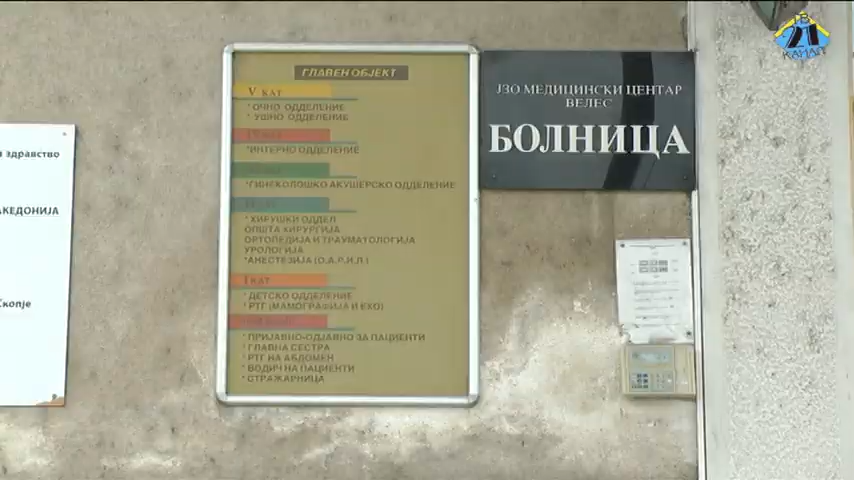 ГЛАВЕН ОБЈЕКТ
V КАТ
*ОЧНО ОДДЕЛЕНИЕ
*УШНО ОДДЕЛЕНИЕ
*ИНТЕРНО ОДДЕЛЕНИЕ
*ГИНЕКОЛОШКО АКУШЕРСКО ОДДЕЛЕНИЕ
*ХИРУШКИ ОДДЕЛ
ОПШТА ХИРУРГИЈА
ОРТОПЕДИЈА И ТРАУМАТОЛОГИЈА
УРОЛОГИЈА
*АНЕСТЕЗИЈА (О.А.Р.И.Л.)
I КАТ
*ДЕТСКО ОДДЕЛЕНИЕ
*РТГ (МАМОГРАФИЈА И ЕХО)
*ПРИЈАВНО-ОДЈАВНО ЗА ПАЦИЕНТИ
*ГЛАВНА СЕСТРА
*РТГ НА АБДОМЕН
*ВОДИЧ НА ПАЦИЕНТИ
*СТРАЖАРНИЦА
ЈЗО МЕДИЦИНСКИ ЦЕНТАР
ВЕЛЕС
БОЛНИЦА
здравство
АКЕДОНИЈА
Скопје
ТВ
21
КАНАЛ